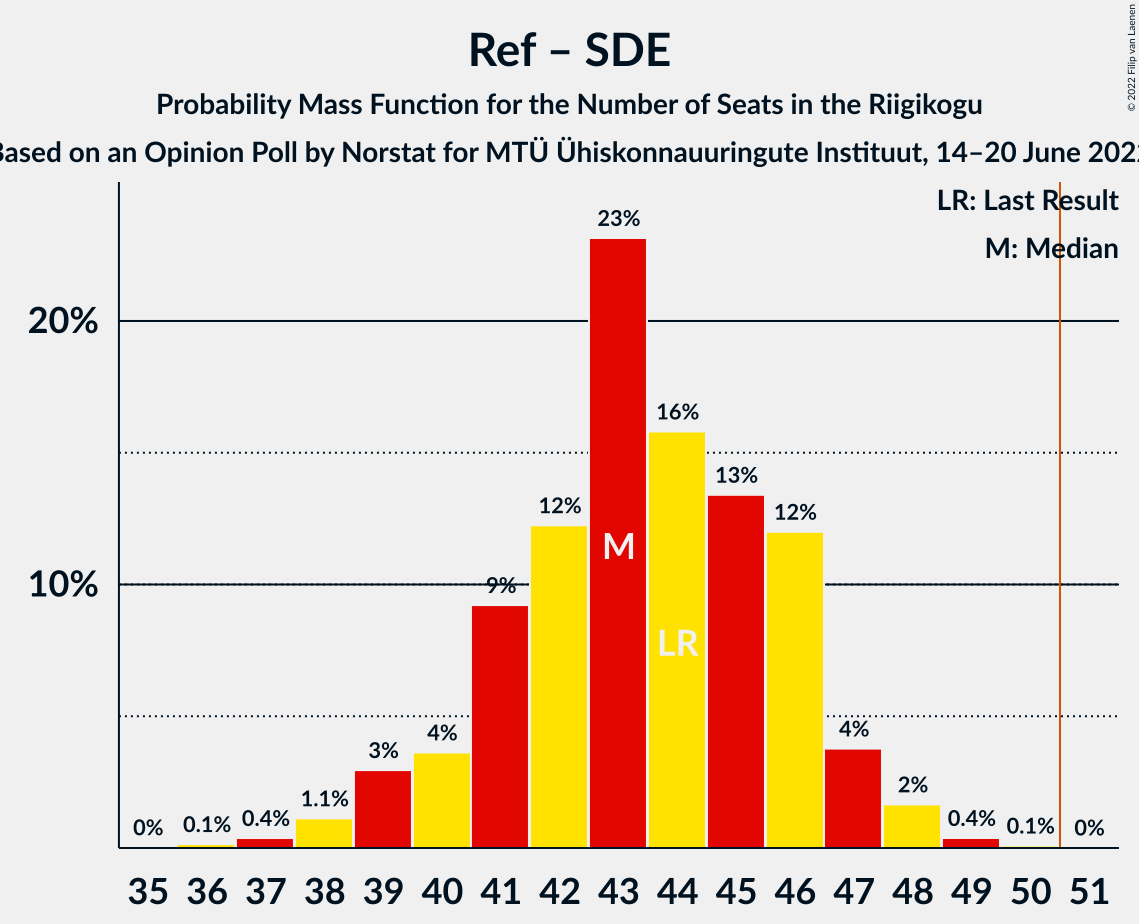 Ref – SDE
Probability Mass Function for the Number of Seats in the Riigikogu
Based on an Opinion Poll by Norstat for MTÜ Ühiskonnauuringute Instituut, 14–20 June 2022
© 2022 Filip van Laenen
LR: Last Result
M: Median
20%
10%
0%
0.1%
0.4%
1.1%
3%
4%
9%
12%
23%
16%
13%
12%
4%
2%
0.4%
0.1%
0%
M
LR
35 36 37 38 39 40 41 42 43 44 45 46 47 48 49 50 51